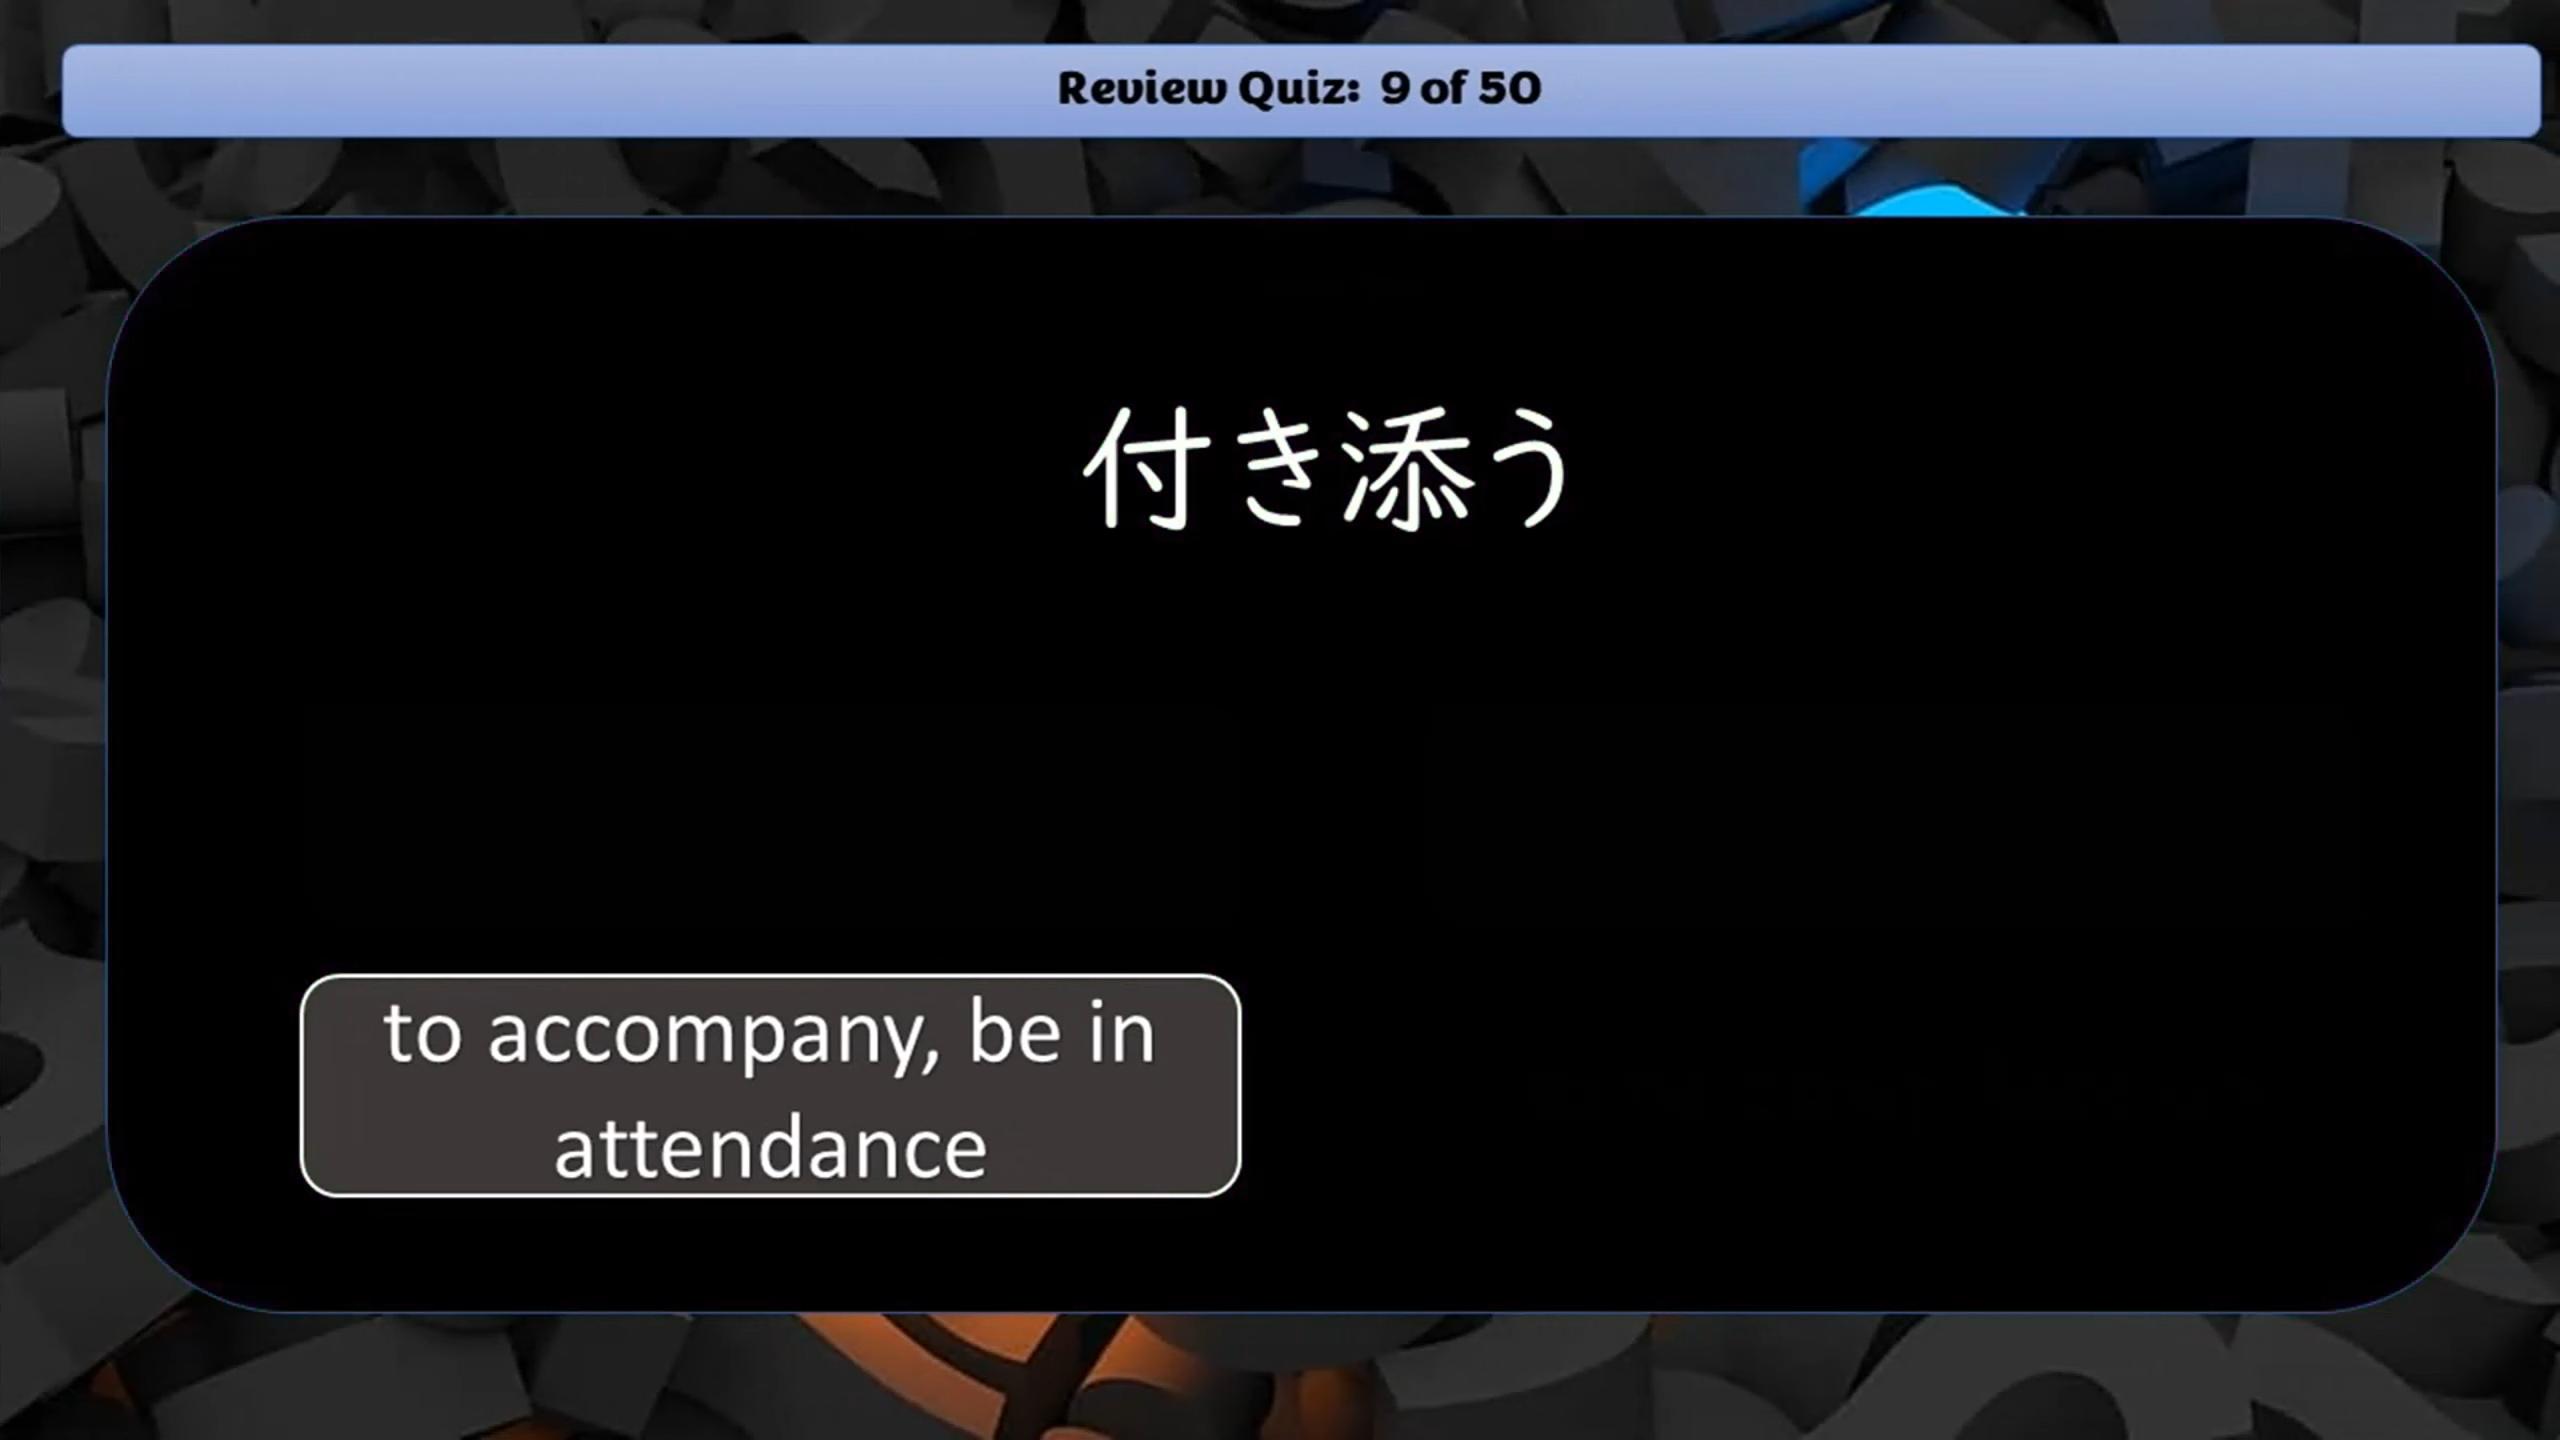 Review Quiz: 9 of 50
付き添う
to accompany, be in
attendance